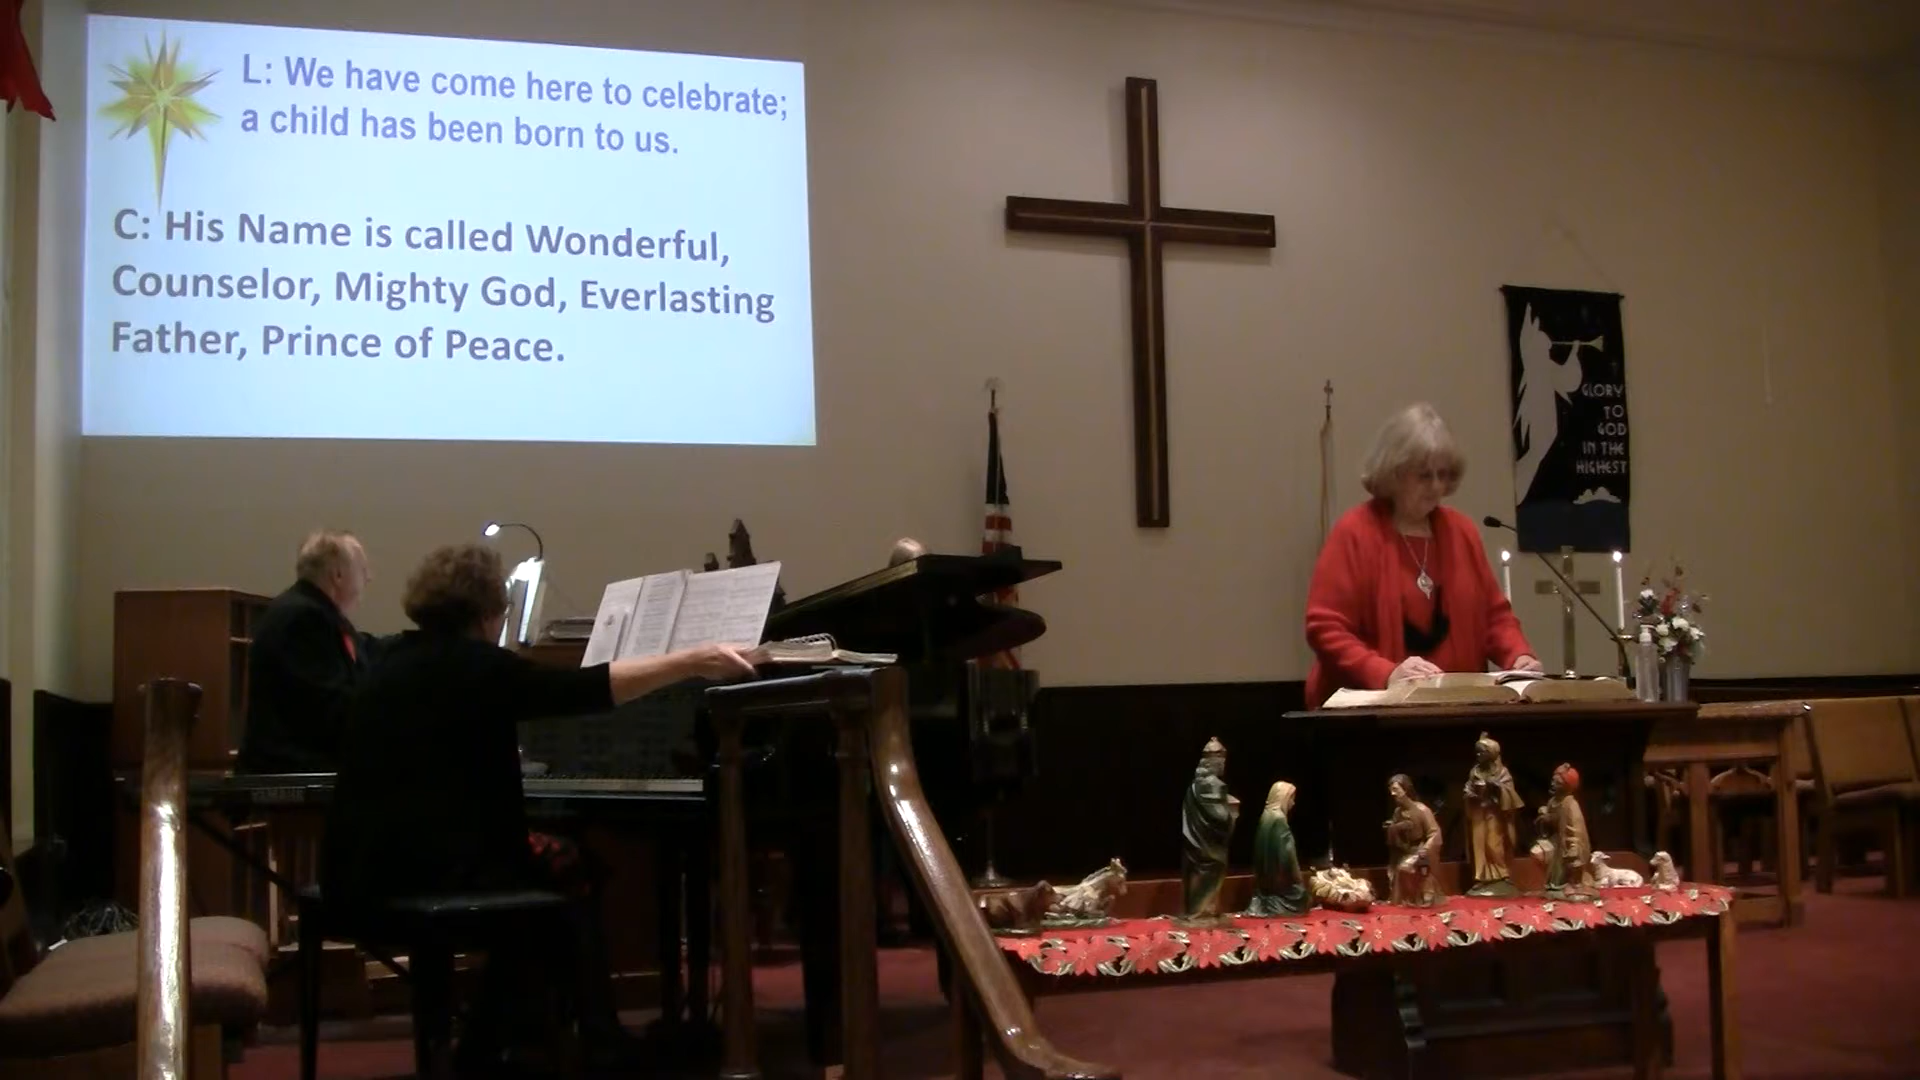 L: We have come here to celebrate;
a child has been born to us.
C: His Name is called Wonderful,
Counselor, Mighty God, Everlasting
Father, Prince of Peace.
GLORY
TO
GOD
IN THE
HIGHEST